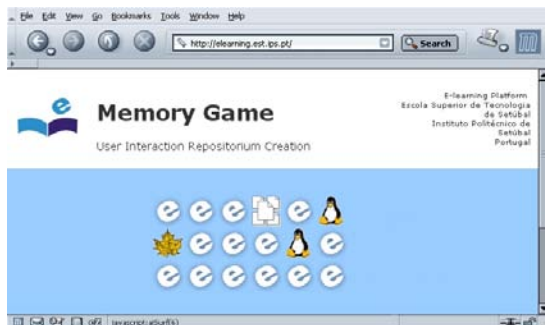 File Edit View Go Bookmarks Tools Window Help
http://elearning.est.ips.pt/
Search
Memory Game
User Interaction Repositorium Creation
E-learning Platform
Escola Superior de Tecnologia
de Setúbal
Instituto Politécnico de
Setúbal
Portugal